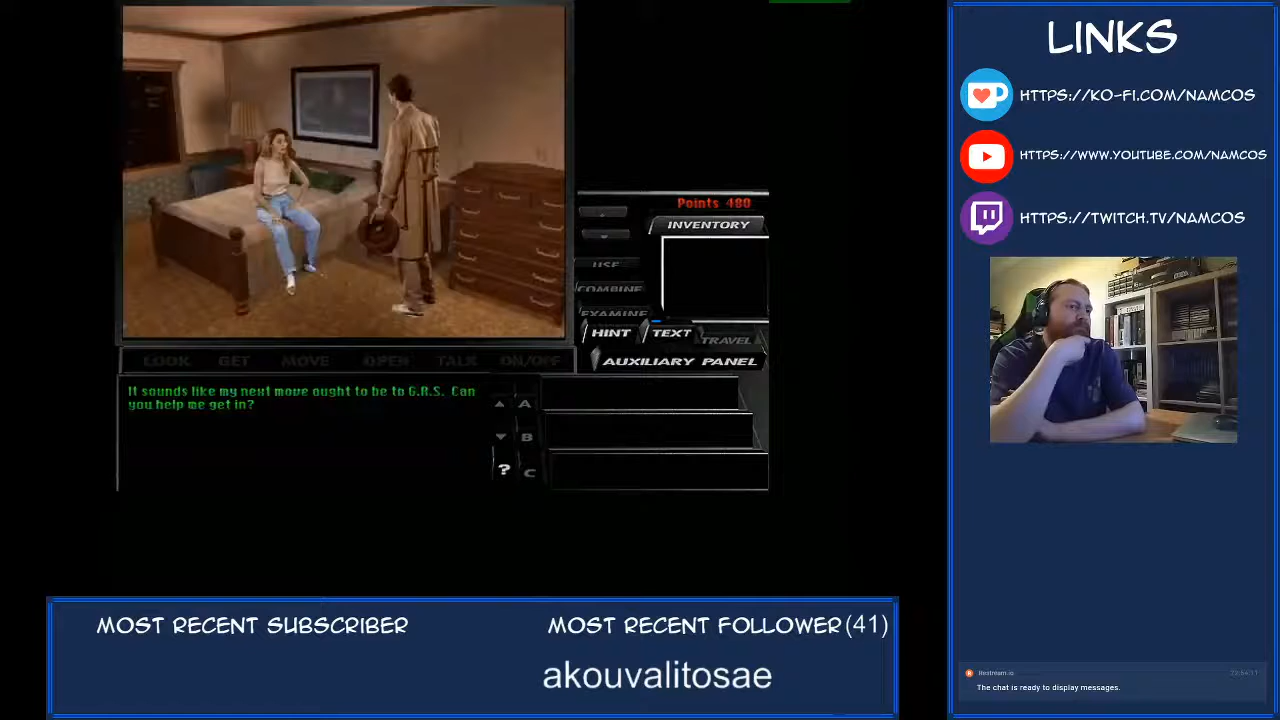 Points 480
INVENTORY
USE
COMBINE
EXAMINE
HINT
TEXT
TRAVEL
AUXILIARY PANEL
LOOK
GET
MOVE
OPEN
TALK
ON/OFF
It sounds like my next move ought to be to G.R.S. Can
you help me get in?
A
B
?
C
LINKS
HTTPS://KO-FI.COM/NAMCOS
HTTPS://WWW.YOUTUBE.COM/NAMCOS
HTTPS://TWITCH.TV/NAMCOS
MOST RECENT SUBSCRIBER
MOST RECENT FOLLOWER (41)
akouvalitosae
The chat is ready to display messages.